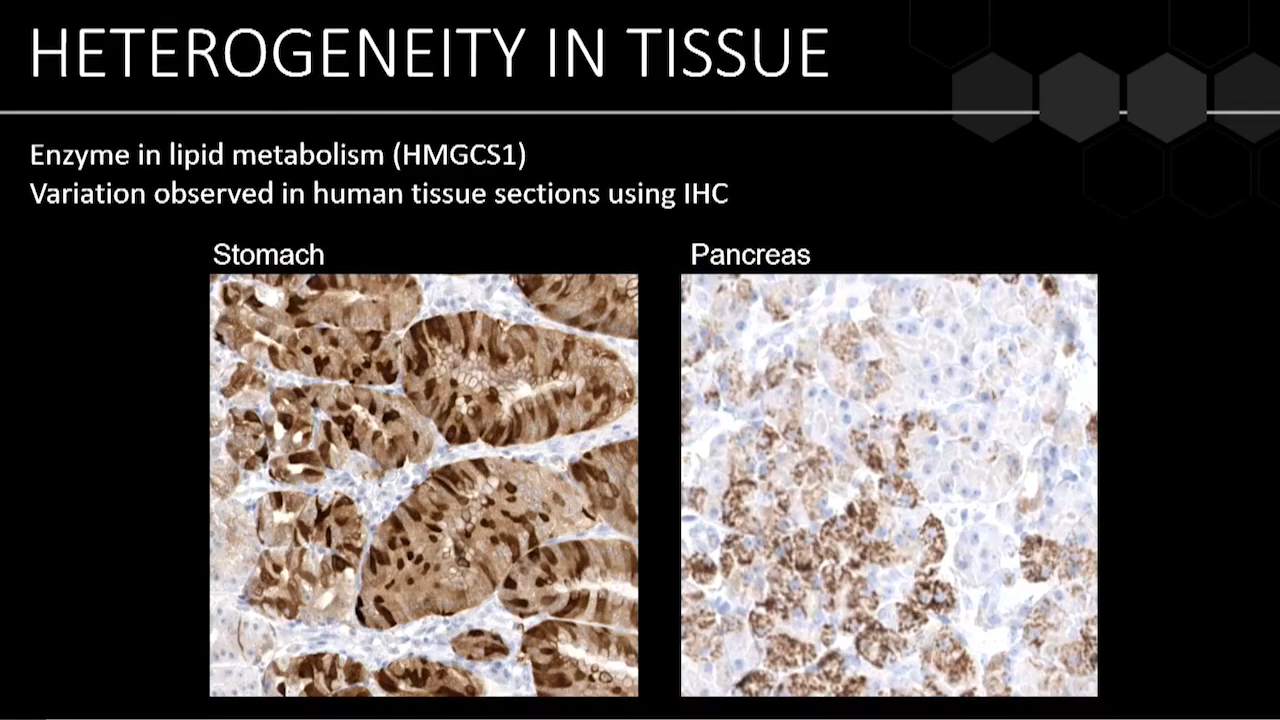 HETEROGENEITY IN TISSUE
Enzyme in lipid metabolism (HMGCS1)
Variation observed in human tissue sections using IHC
Stomach
Pancreas